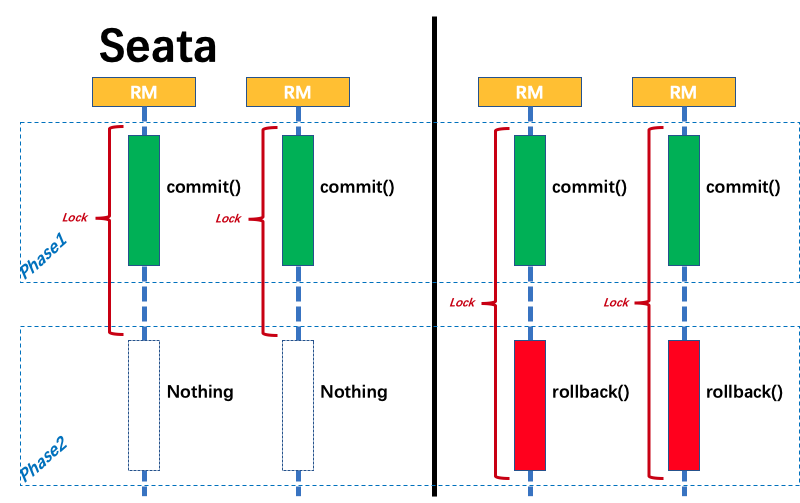 Seata
RM RM RM RM
commit() commit() commit() commit()
Lock Lock
Phase1
Lock Lock
Nothing Nothing rollback() rollback()
Phase2